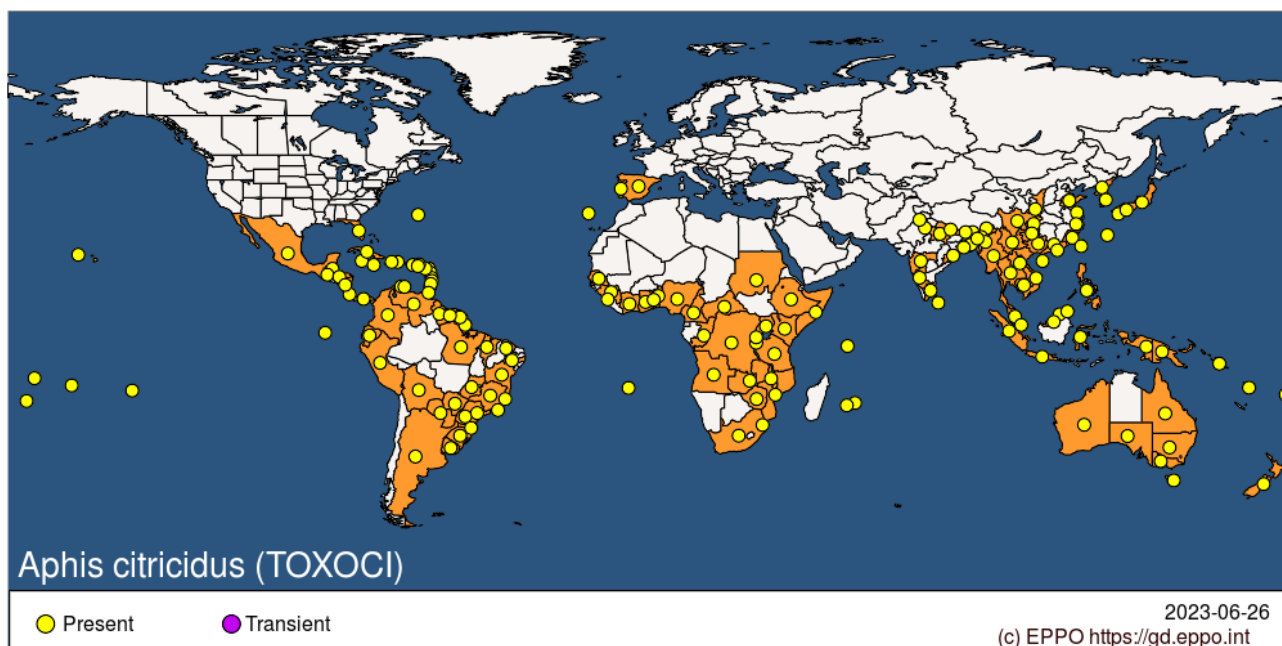 Aphis citricidus (TOXOCI)
Present
Transient
2023-06-26
(c) EPPO https://gd.eppo.int